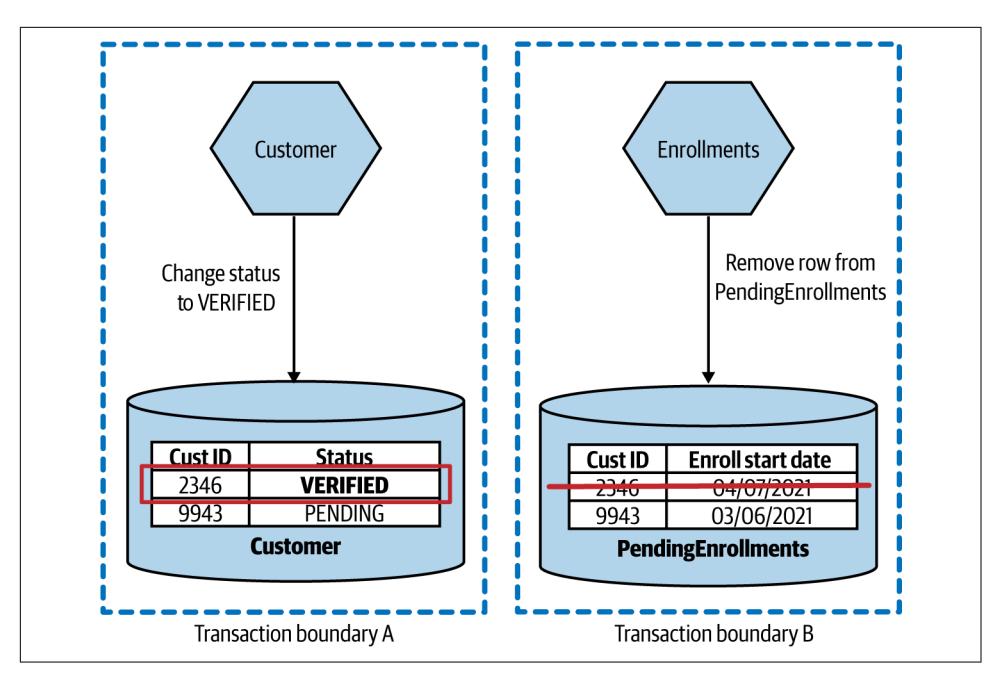 Customer
Change status
to VERIFIED
Cust ID Status
2346 VERIFIED
9943 PENDING
Customer
Transaction boundary A
Enrollments
Remove row from
PendingEnrollments
Cust ID Enroll start date
2346 04/07/2021
9943 03/06/2021
PendingEnrollments
Transaction boundary B